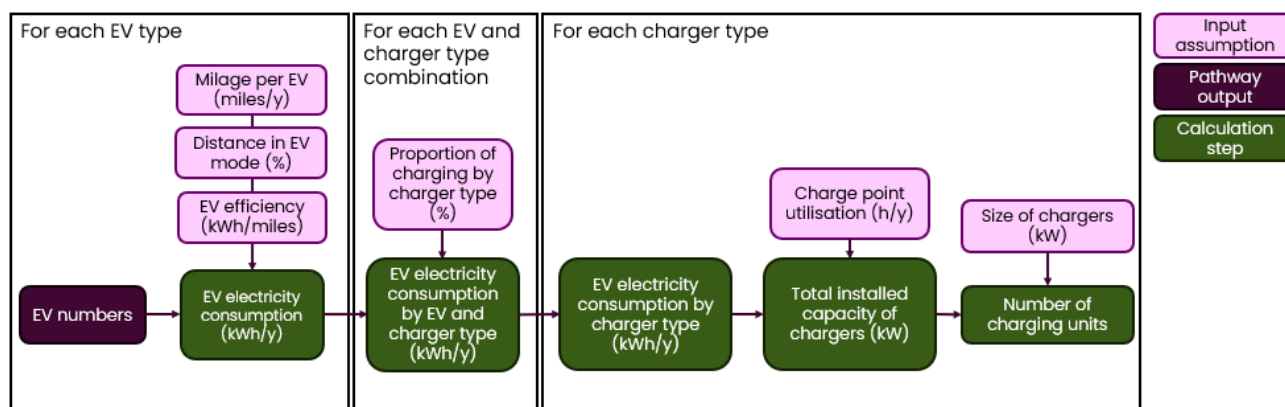 For each EV type
Milage per EV
(miles/y)
Distance in EV
mode (%)
EV efficiency
(kWh/miles)
EV numbers
EV electricity
consumption
(kWh/y)
For each EV and
charger type
combination
Proportion of
charging by
charger type
(%)
EV electricity
consumption
by EV and
charger type
(kWh/y)
For each charger type
EV electricity
consumption by
charger type
(kWh/y)
Charge point
utilisation (h/y)
Total installed
capacity of
chargers (kW)
Size of chargers
(kW)
Number of
charging units
Input
assumption
Pathway
output
Calculation
step